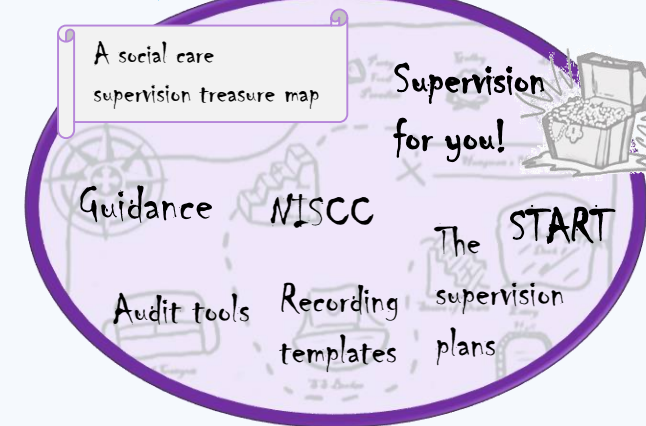 A social care
supervision treasure map
Supervision
for you!
Guidance
NISCC
START
The
supervision
plans
Audit tools
Recording
templates